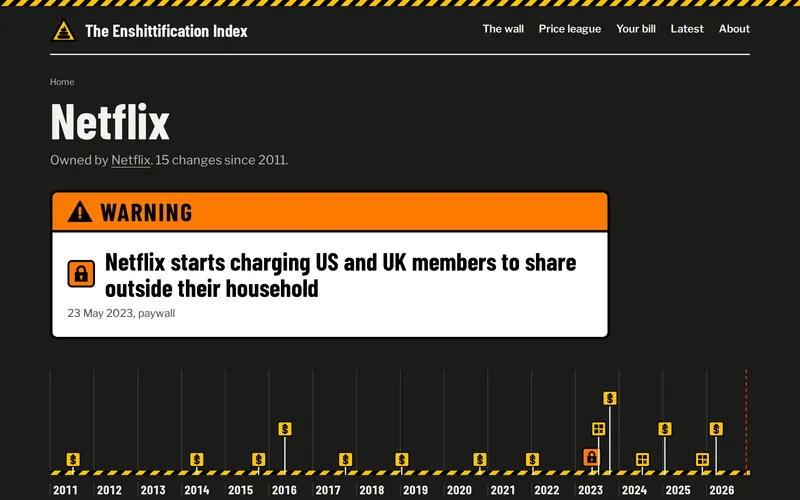 The Enshittification Index
The wall
Price league
Your bill
Latest
About
Home
Netflix
Owned by Netflix. 15 changes since 2011.
WARNING
Netflix starts charging US and UK members to share
outside their household
23 May 2023, paywall
2011 2012 2013 2014 2015 2016 2017 2018 2019 2020 2021 2022 2023 2024 2025 2026